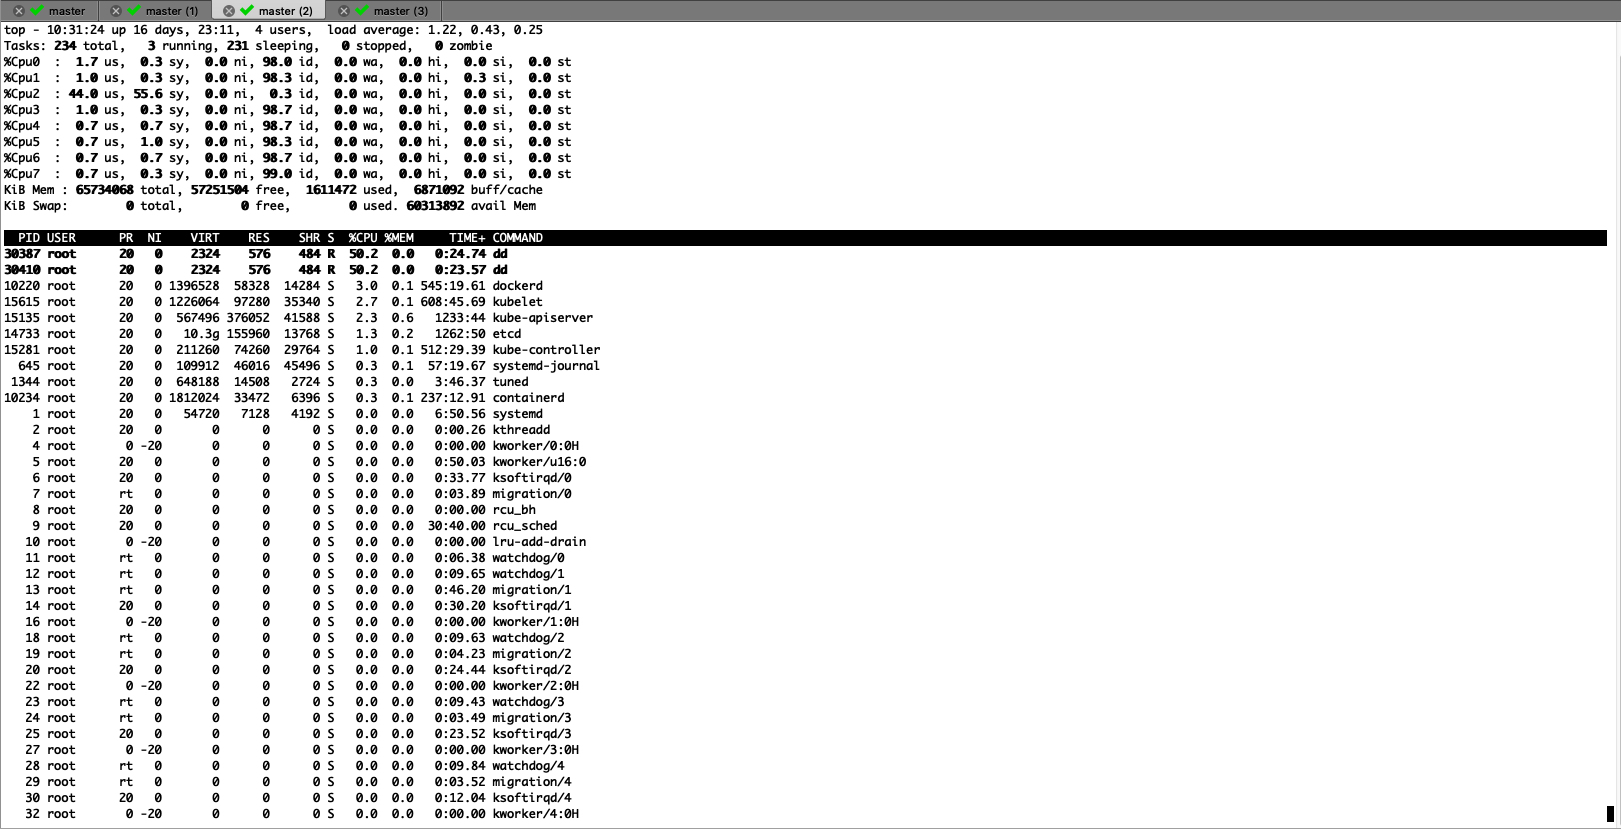 master master (1) master (2) master (3)
top - 10:31:24 up 16 days, 23:11,  4 users,  load average: 1.22, 0.43, 0.25
Tasks: 234 total,   3 running, 231 sleeping,   0 stopped,   0 zombie
%Cpu0  :  1.7 us,  0.3 sy,  0.0 ni, 98.0 id,  0.0 wa,  0.0 hi,  0.0 si,  0.0 st
%Cpu1  :  1.0 us,  0.3 sy,  0.0 ni, 98.3 id,  0.0 wa,  0.0 hi,  0.3 si,  0.0 st
%Cpu2  : 44.0 us, 55.6 sy,  0.0 ni,  0.3 id,  0.0 wa,  0.0 hi,  0.0 si,  0.0 st
%Cpu3  :  1.0 us,  0.3 sy,  0.0 ni, 98.7 id,  0.0 wa,  0.0 hi,  0.0 si,  0.0 st
%Cpu4  :  0.7 us,  0.7 sy,  0.0 ni, 98.7 id,  0.0 wa,  0.0 hi,  0.0 si,  0.0 st
%Cpu5  :  0.7 us,  1.0 sy,  0.0 ni, 98.3 id,  0.0 wa,  0.0 hi,  0.0 si,  0.0 st
%Cpu6  :  0.7 us,  0.7 sy,  0.0 ni, 98.7 id,  0.0 wa,  0.0 hi,  0.0 si,  0.0 st
%Cpu7  :  0.7 us,  0.3 sy,  0.0 ni, 99.0 id,  0.0 wa,  0.0 hi,  0.0 si,  0.0 st
KiB Mem : 65734068 total, 57251504 free,  1611472 used,  6871092 buff/cache
KiB Swap:        0 total,        0 free,        0 used. 60313892 avail Mem
PID USER      PR  NI    VIRT    RES    SHR S  %CPU %MEM     TIME+ COMMAND
30387 root      20   0    2324    576    484 R  50.2  0.0   0:24.74 dd
30410 root      20   0    2324    576    484 R  50.2  0.0   0:23.57 dd
10220 root      20   0 1396528  58328  14284 S   3.0  0.1 545:19.61 dockerd
15615 root      20   0 1226064  97280  35340 S   2.7  0.1 608:45.69 kubelet
15135 root      20   0  567496 376052  41588 S   2.3  0.6   1233:44 kube-apiserver
14733 root      20   0   10.3g 155960  13768 S   1.3  0.2   1262:50 etcd
15281 root      20   0  211260  74260  29764 S   1.0  0.1 512:29.39 kube-controller
645 root      20   0  109912  46016  45496 S   0.3  0.1  57:19.67 systemd-journal
1344 root      20   0  648188  14508   2724 S   0.3  0.0   3:46.37 tuned
10234 root      20   0 1812024  33472   6396 S   0.3  0.1 237:12.91 containerd
1 root      20   0   54720   7128   4192 S   0.0  0.0   6:50.56 systemd
2 root      20   0       0      0      0 S   0.0  0.0   0:00.26 kthreadd
4 root       0 -20       0      0      0 S   0.0  0.0   0:00.00 kworker/0:0H
5 root      20   0       0      0      0 S   0.0  0.0   0:50.03 kworker/u16:0
6 root      20   0       0      0      0 S   0.0  0.0   0:33.77 ksoftirqd/0
7 root      rt   0       0      0      0 S   0.0  0.0   0:03.89 migration/0
8 root      20   0       0      0      0 S   0.0  0.0   0:00.00 rcu_bh
9 root      20   0       0      0      0 S   0.0  0.0  30:40.00 rcu_sched
10 root       0 -20       0      0      0 S   0.0  0.0   0:00.00 lru-add-drain
11 root      rt   0       0      0      0 S   0.0  0.0   0:06.38 watchdog/0
12 root      rt   0       0      0      0 S   0.0  0.0   0:09.65 watchdog/1
13 root      rt   0       0      0      0 S   0.0  0.0   0:46.20 migration/1
14 root      20   0       0      0      0 S   0.0  0.0   0:30.20 ksoftirqd/1
16 root       0 -20       0      0      0 S   0.0  0.0   0:00.00 kworker/1:0H
18 root      rt   0       0      0      0 S   0.0  0.0   0:09.63 watchdog/2
19 root      rt   0       0      0      0 S   0.0  0.0   0:04.23 migration/2
20 root      20   0       0      0      0 S   0.0  0.0   0:24.44 ksoftirqd/2
22 root       0 -20       0      0      0 S   0.0  0.0   0:00.00 kworker/2:0H
23 root      rt   0       0      0      0 S   0.0  0.0   0:09.43 watchdog/3
24 root      rt   0       0      0      0 S   0.0  0.0   0:03.49 migration/3
25 root      20   0       0      0      0 S   0.0  0.0   0:23.52 ksoftirqd/3
27 root       0 -20       0      0      0 S   0.0  0.0   0:00.00 kworker/3:0H
28 root      rt   0       0      0      0 S   0.0  0.0   0:09.84 watchdog/4
29 root      rt   0       0      0      0 S   0.0  0.0   0:03.52 migration/4
30 root      20   0       0      0      0 S   0.0  0.0   0:12.04 ksoftirqd/4
32 root       0 -20       0      0      0 S   0.0  0.0   0:00.00 kworker/4:0H